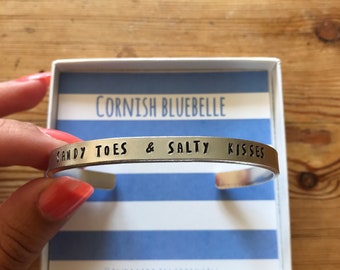 CORNISH BLUEBELLE
SANDY TOES & SALTY KISSES